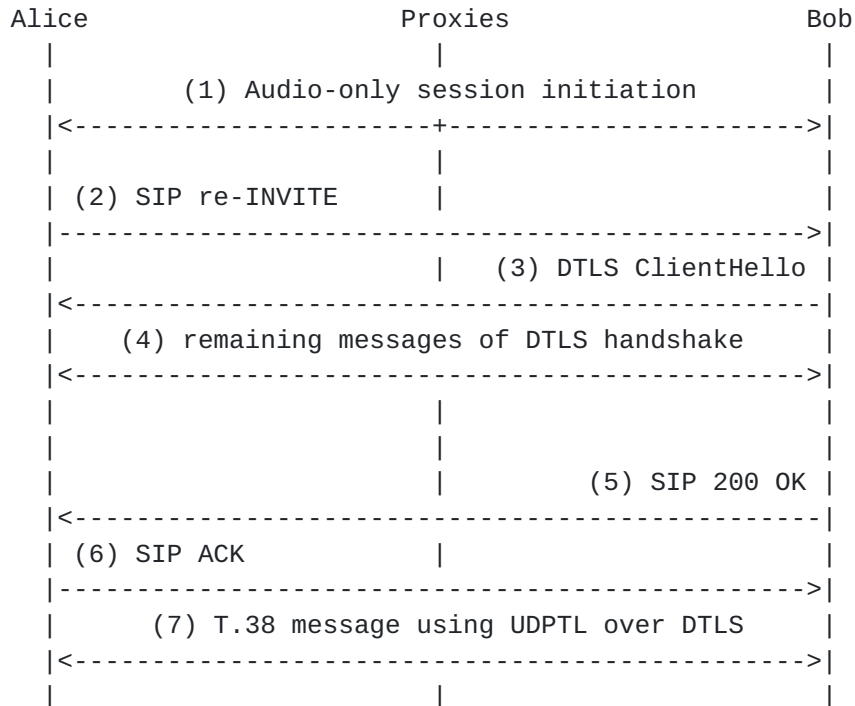 Alice Proxies Bob
(1) Audio-only session initiation
(2) SIP re-INVITE
(3) DTLS ClientHello
(4) remaining messages of DTLS handshake
(5) SIP 200 OK
(6) SIP ACK
(7) T.38 message using UDPTL over DTLS